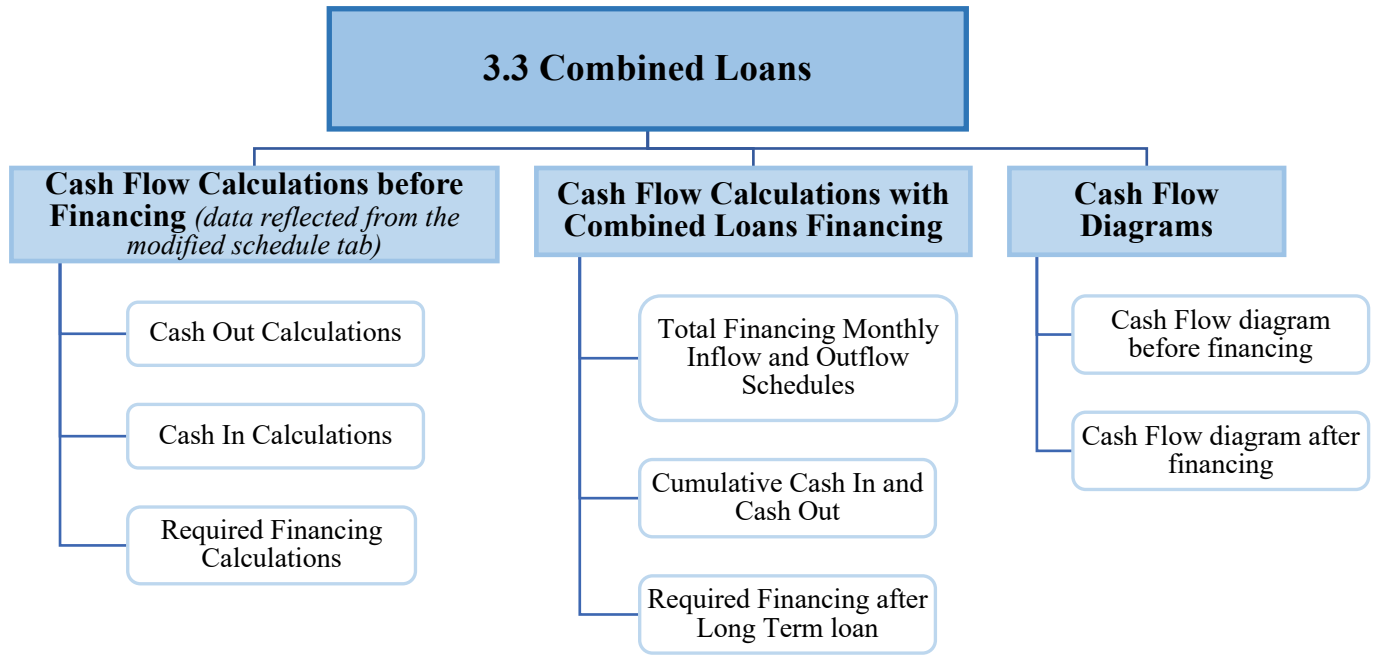 3.3 Combined Loans
Cash Flow Calculations before
Financing (data reflected from the
modified schedule tab)
Cash Out Calculations
Cash In Calculations
Required Financing
Calculations
Cash Flow Calculations with
Combined Loans Financing
Total Financing Monthly
Inflow and Outflow
Schedules
Cumulative Cash In and
Cash Out
Required Financing after
Long Term loan
Cash Flow
Diagrams
Cash Flow diagram
before financing
Cash Flow diagram after
financing